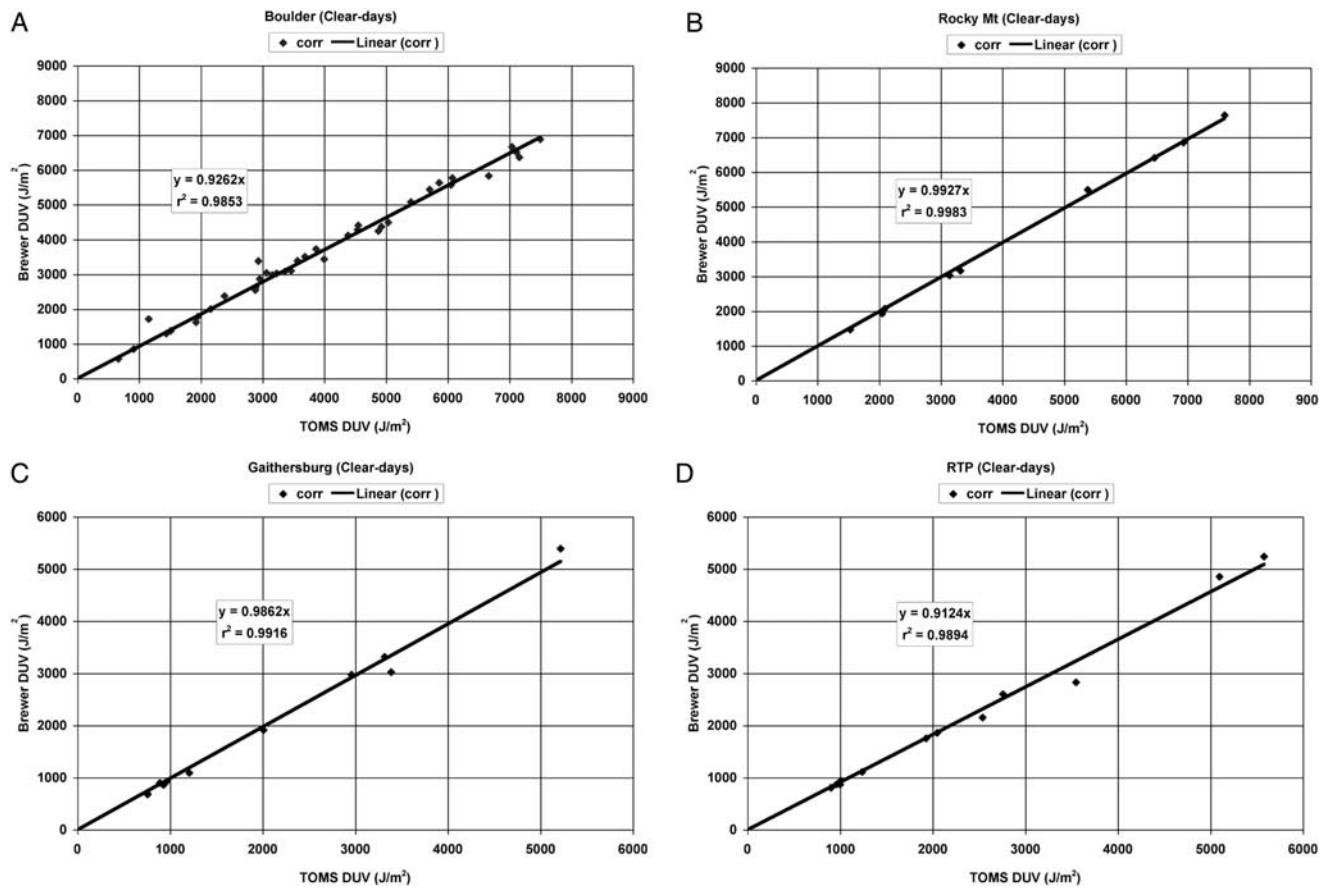 A
Boulder (Clear-days)
corr Linear (corr )
9000
8000
7000
6000
5000
4000
3000
2000
1000
0
Brewer DUV (J/m²)
y = 0.9262x
r² = 0.9853
0 1000 2000 3000 4000 5000 6000 7000 8000 9000
TOMS DUV (J/m²)
B
Rocky Mt (Clear-days)
corr Linear (corr )
9000
8000
7000
6000
5000
4000
3000
2000
1000
0
Brewer DUV (J/m²)
y = 0.9927x
r² = 0.9983
0 1000 2000 3000 4000 5000 6000 7000 8000 900
TOMS DUV (J/m²)
C
Gaithersburg (Clear-days)
corr Linear (corr )
6000
5000
4000
3000
2000
1000
0
Brewer DUV (J/m²)
y = 0.9862x
r² = 0.9916
0 1000 2000 3000 4000 5000 6000
TOMS DUV (J/m²)
D
RTP (Clear-days)
corr Linear (corr )
6000
5000
4000
3000
2000
1000
0
Brewer DUV (J/m²)
y = 0.9124x
r² = 0.9894
0 1000 2000 3000 4000 5000 6000
TOMS DUV (J/m²)